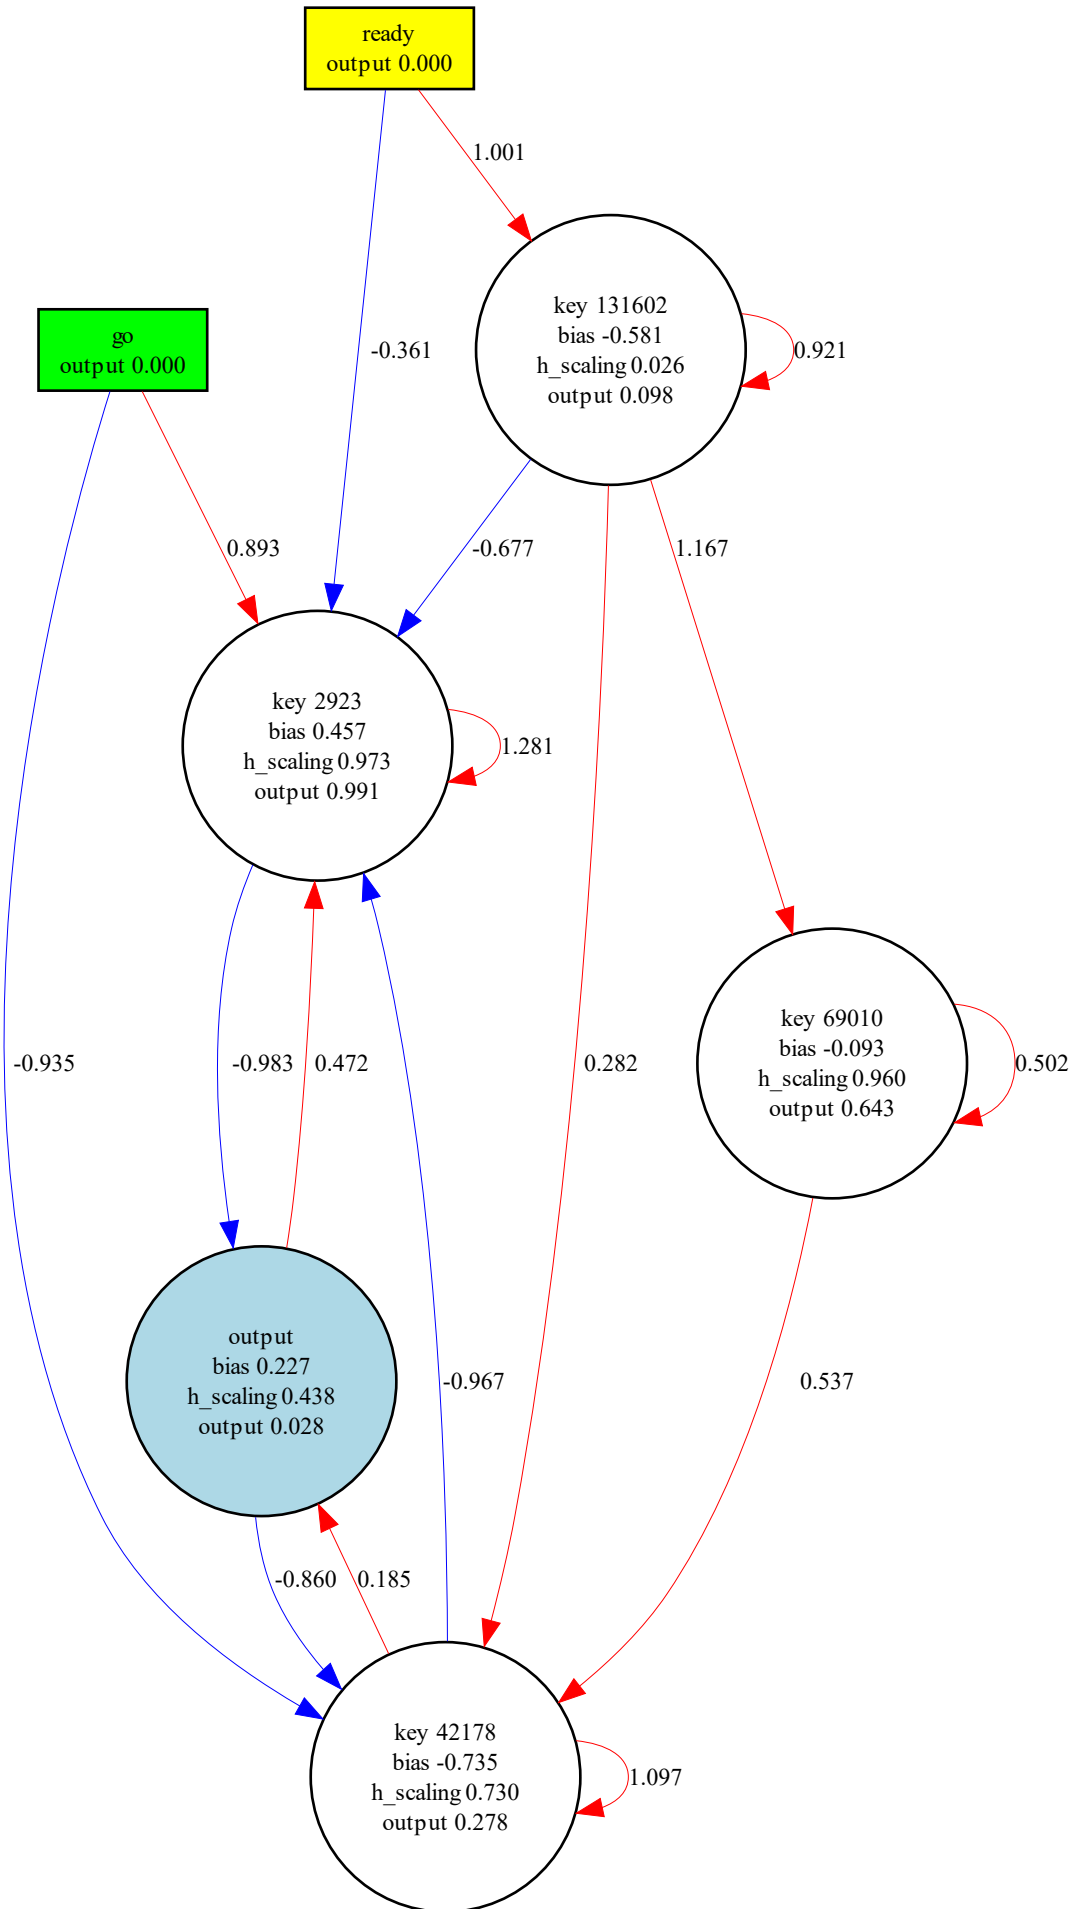 ready
output 0.000
1.001
key 131602
bias -0.581
h_scaling 0.026
output 0.098
0.921
go
output 0.000
-0.361
0.893
-0.677
1.167
key 2923
bias 0.457
h_scaling 0.973
output 0.991
1.281
key 69010
bias -0.093
h_scaling 0.960
output 0.643
0.502
-0.935
-0.983
0.472
0.282
output
bias 0.227
h_scaling 0.438
output 0.028
-0.967
0.537
-0.860
0.185
key 42178
bias -0.735
h_scaling 0.730
output 0.278
1.097